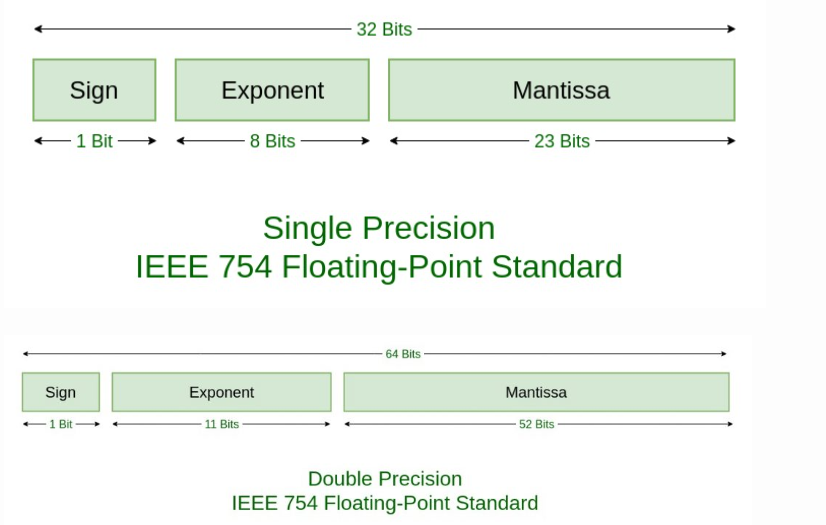 32 Bits
Sign Exponent Mantissa
1 Bit 8 Bits 23 Bits
Single Precision
IEEE 754 Floating-Point Standard
64 Bits
Sign Exponent Mantissa
1 Bit 11 Bits 52 Bits
Double Precision
IEEE 754 Floating-Point Standard